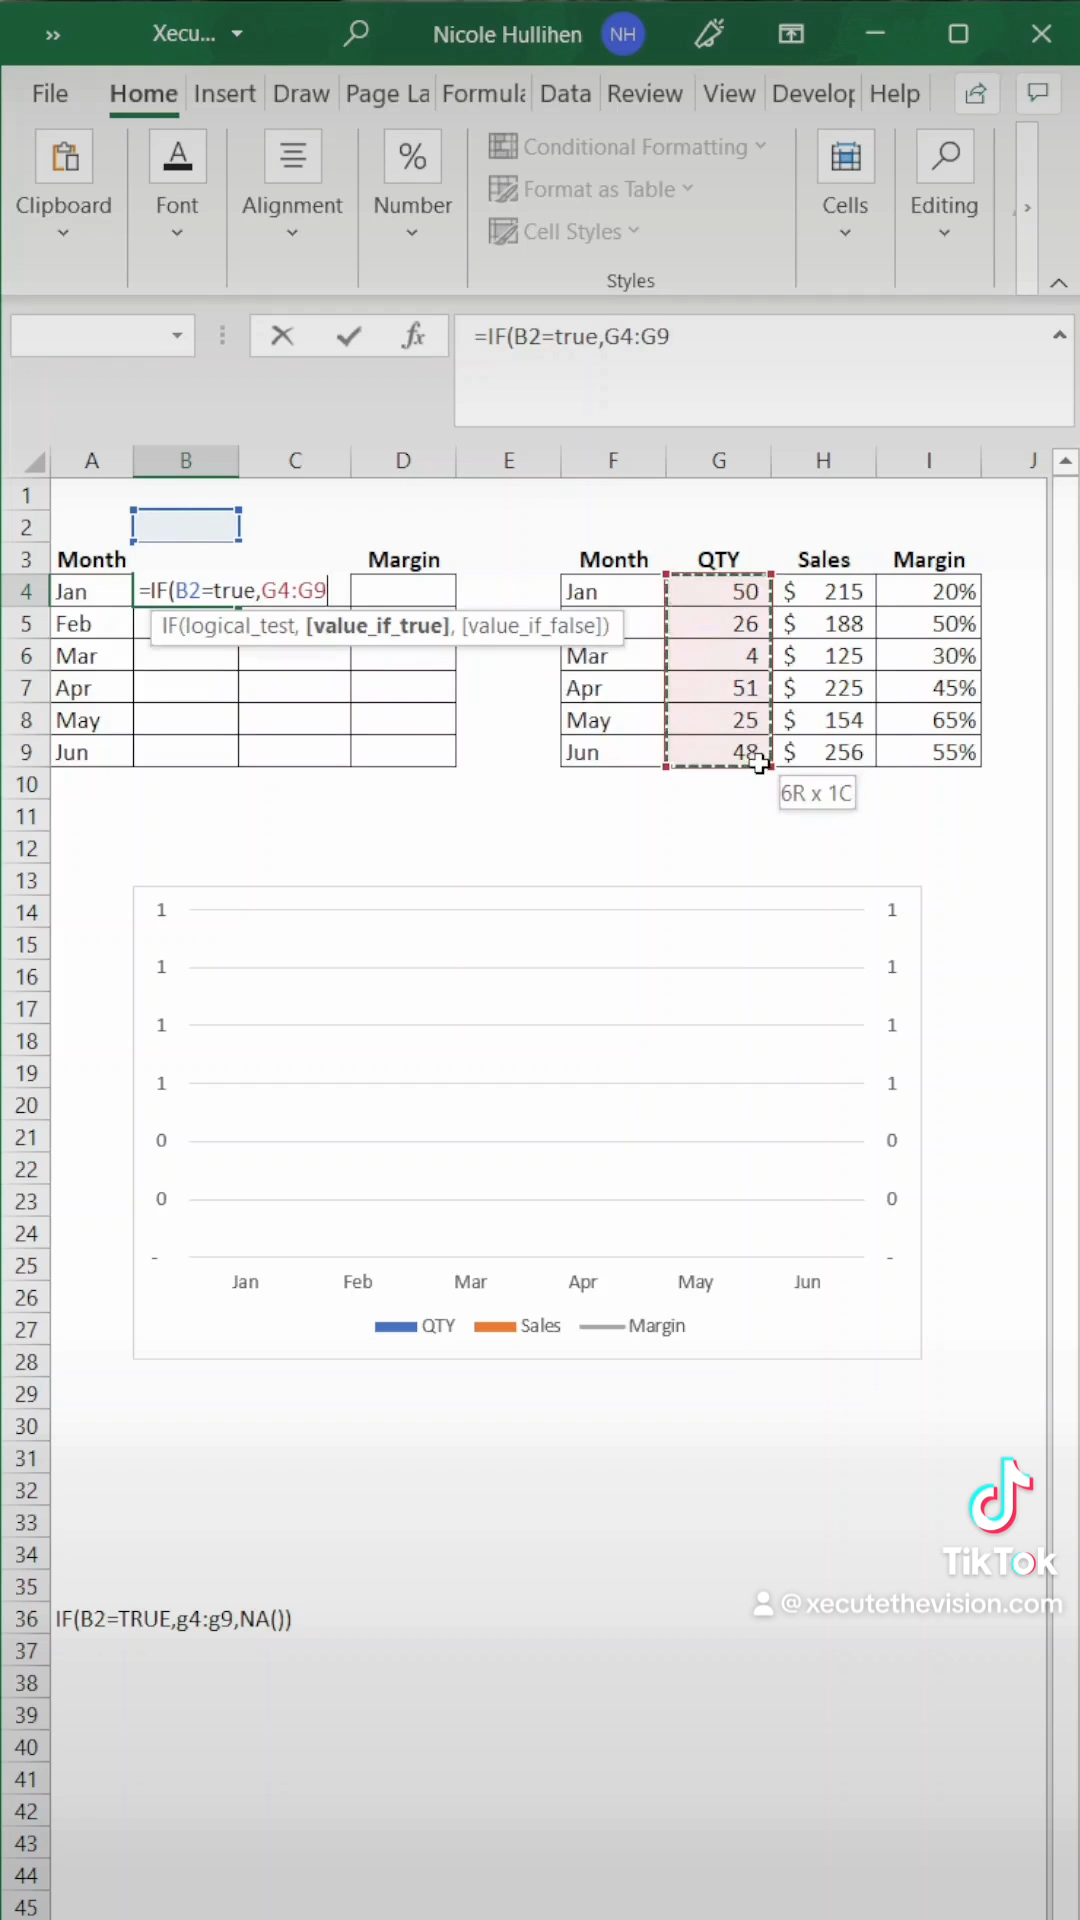 Xecu...
Nicole Hullihen
NH
File Home Insert Draw Page La Formula Data Review View Develop Help
Clipboard
Font
Alignment
%
Number
Conditional Formatting
Format as Table
Cell Styles
Styles
Cells
Editing
fx
=IF(B2=true,G4:G9
A B C D E F G H I J
1
2
3 Month Margin Month QTY Sales Margin
4 Jan =IF(B2=true,G4:G9 Jan 50 $ 215 20%
5 Feb IF(logical_test, [value_if_true], [value_if_false]) 26 $ 188 50%
6 Mar Mar 4 $ 125 30%
7 Apr Apr 51 $ 225 45%
8 May May 25 $ 154 65%
9 Jun Jun 48 $ 256 55%
10
6R x 1C
11
12
13
14
15
16
17
18
19
20
21
22
23
24
25
26
27
28
1 1
1 1
1 1
1 1
0 0
0 0
- -
Jan Feb Mar Apr May Jun
QTY Sales Margin
29
30
31
32
33
34
TikTok
35
@xecutethevision.com
36 IF(B2=TRUE,g4:g9,NA())
37
38
39
40
41
42
43
44
45